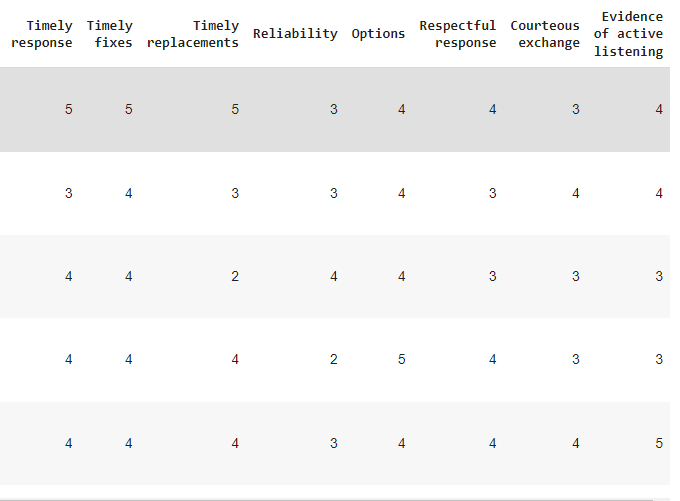 Timely response Timely fixes Timely replacements Reliability Options Respectful response Courteous exchange Evidence of active listening
5 5 5 3 4 4 3 4
3 4 3 3 4 3 4 4
4 4 2 4 4 3 3 3
4 4 4 2 5 4 3 3
4 4 4 3 4 4 4 5